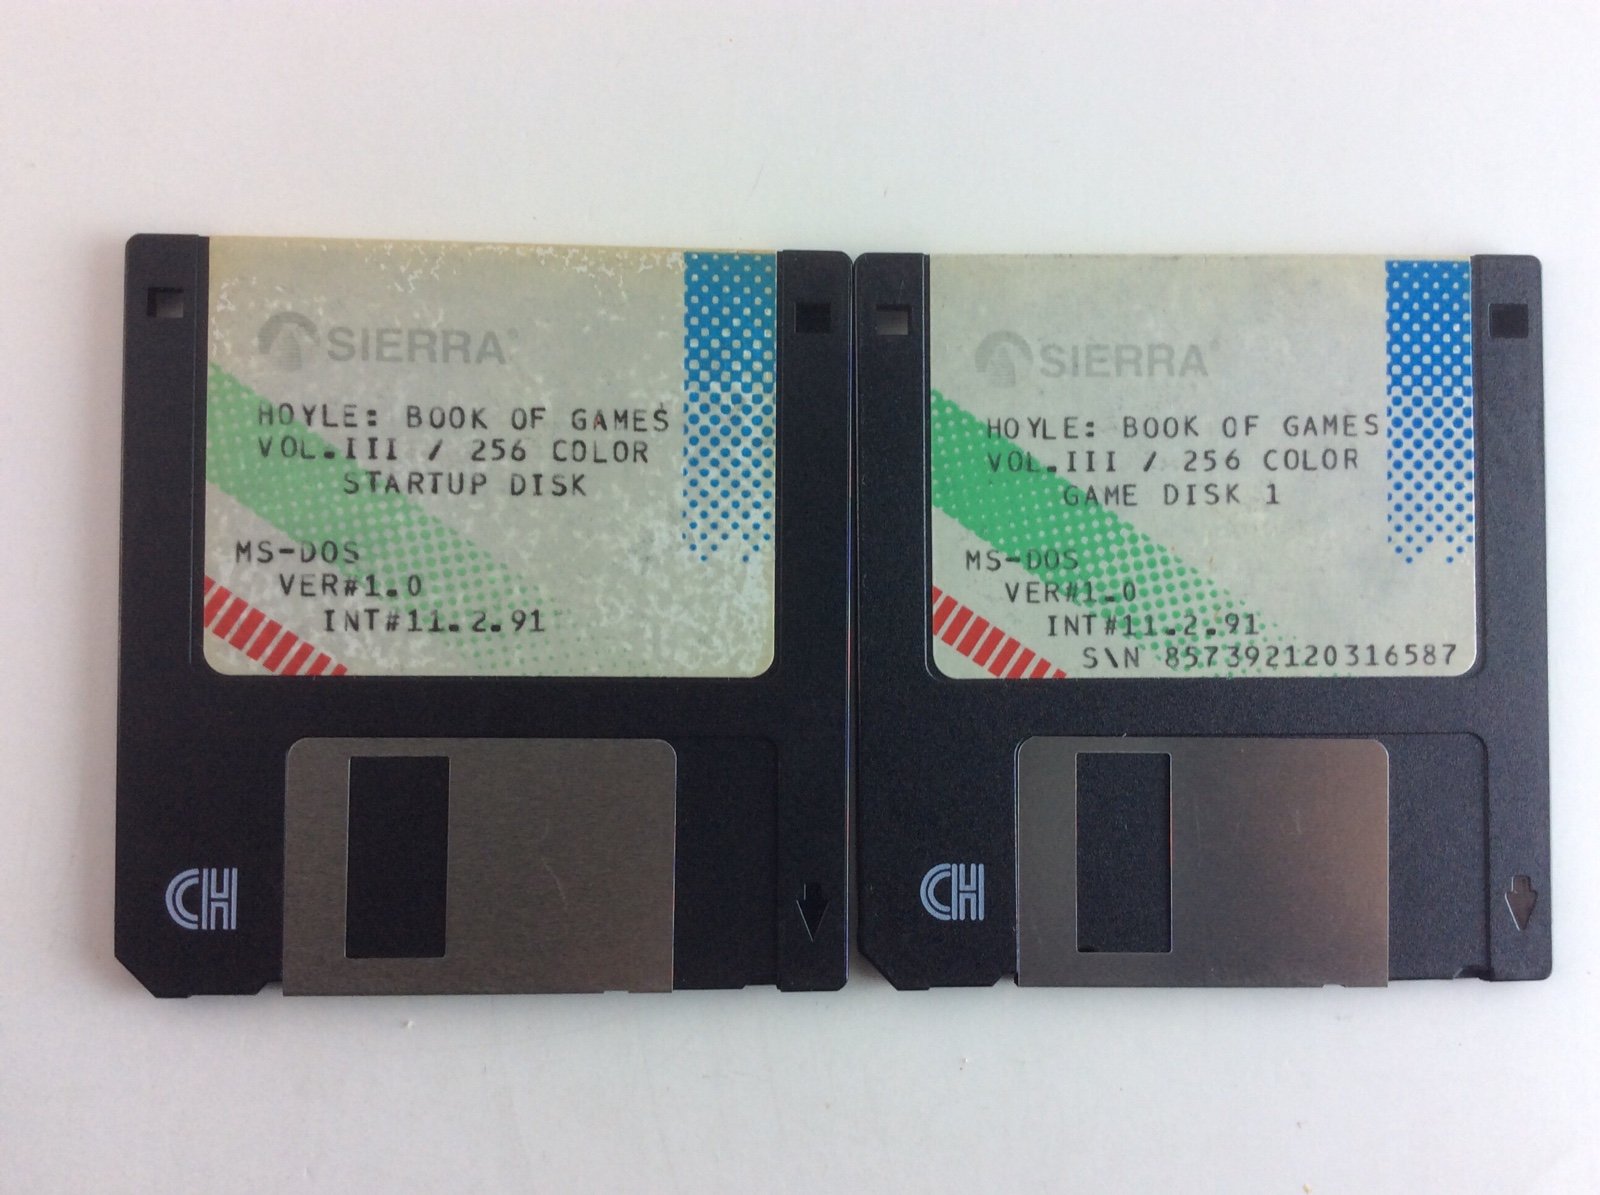 SIERRA®
HOYLE: BOOK OF GAMES
VOL.III / 256 COLOR
STARTUP DISK
MS-DOS
VER#1.0
INT#11.2.91
CH
SIERRA®
HOYLE: BOOK OF GAMES
VOL.III / 256 COLOR
GAME DISK 1
MS-DOS
VER#1.0
INT#11.2.91
S\N 857392120316587
CH